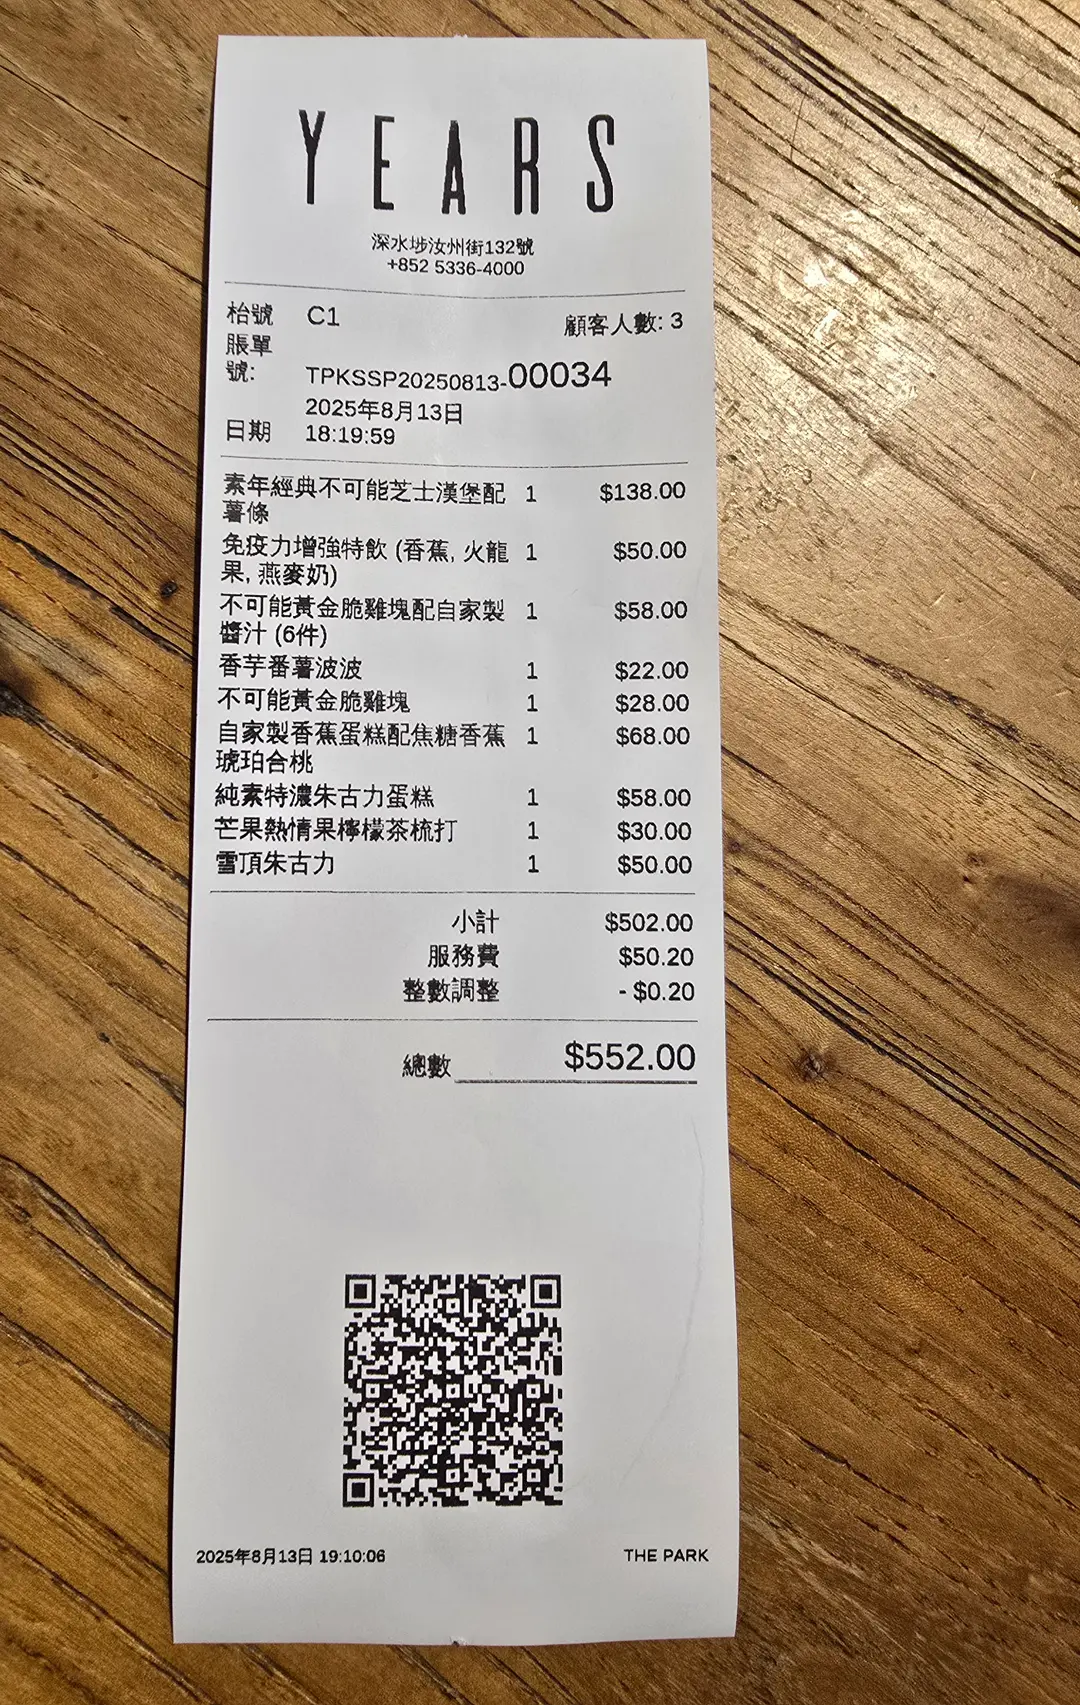 YEARS
深水埗汝州街132號
+852 5336-4000
枱號 C1 顧客人數: 3
賬單
號: TPKSSP20250813-00034
2025年8月13日
日期 18:19:59
素年經典不可能芝士漢堡配 1 $138.00
薯條
免疫力增強特飲 (香蕉, 火龍 1 $50.00
果, 燕麥奶)
不可能黃金脆雞塊配自家製 1 $58.00
醬汁 (6件)
香芋番薯波波 1 $22.00
不可能黃金脆雞塊 1 $28.00
自家製香蕉蛋糕配焦糖香蕉 1 $68.00
琥珀合桃
純素特濃朱古力蛋糕 1 $58.00
芒果熱情果檸檬茶梳打 1 $30.00
雪頂朱古力 1 $50.00
小計 $502.00
服務費 $50.20
整數調整 - $0.20
總數 $552.00
2025年8月13日 19:10:06 THE PARK